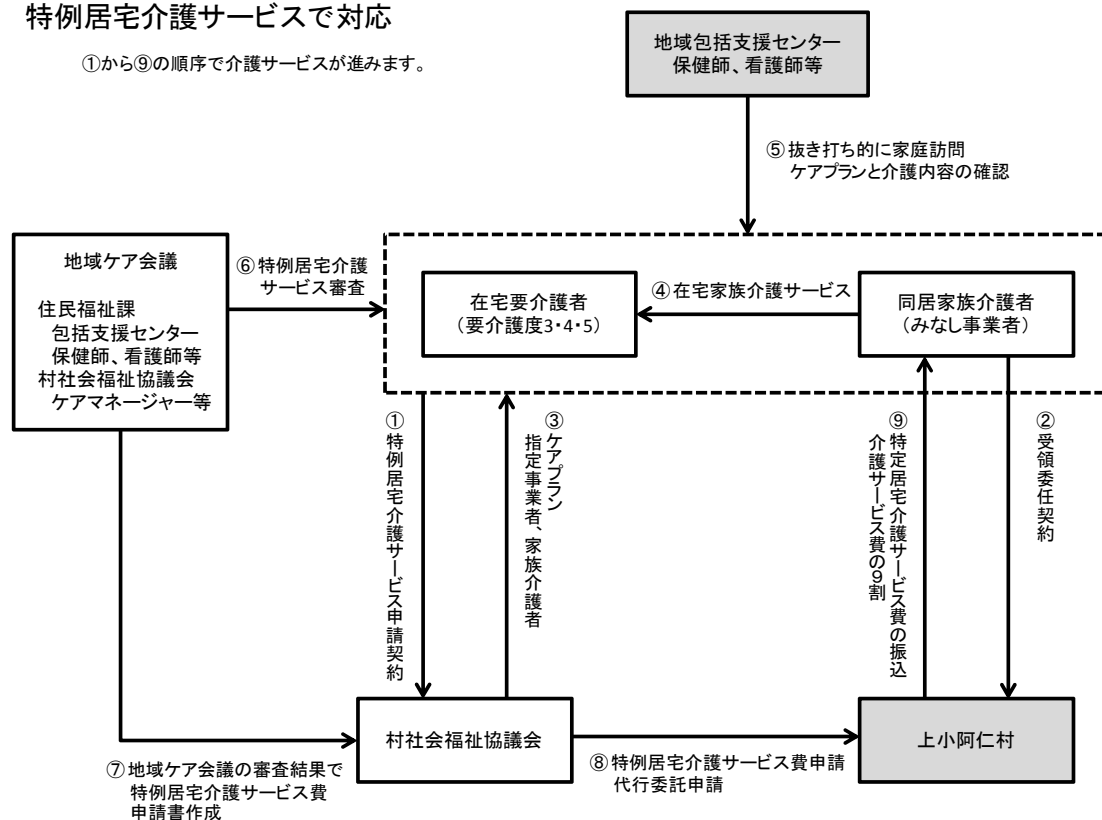 特例居宅介護サービスで対応
①から⑨の順序で介護サービスが進みます。
地域包括支援センター
保健師、看護師等
⑤抜き打ち的に家庭訪問
ケアプランと介護内容の確認
地域ケア会議
住民福祉課
包括支援センター
保健師、看護師等
村社会福祉協議会
ケアマネージャー等
⑥特例居宅介護
サービス審査
在宅要介護者
（要介護度3・4・5）
④在宅家族介護サービス
同居家族介護者
（みなし事業者）
①特例居宅介護サービス申請契約
③ケアプラン
指定事業者、家族介護者
⑨特定居宅介護サービス費の振込
介護サービス費の９割
②受領委任契約
村社会福祉協議会
上小阿仁村
⑦地域ケア会議の審査結果で
特例居宅介護サービス費
申請書作成
⑧特例居宅介護サービス費申請
代行委託申請